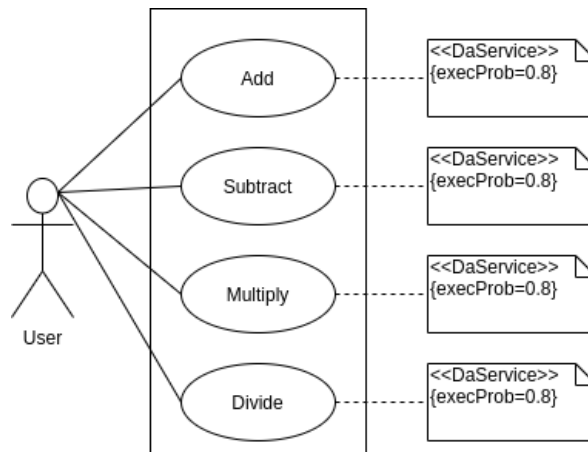 Add
<<DaService>>
{execProb=0.8}
Subtract
<<DaService>>
{execProb=0.8}
Multiply
<<DaService>>
{execProb=0.8}
User
Divide
<<DaService>>
{execProb=0.8}